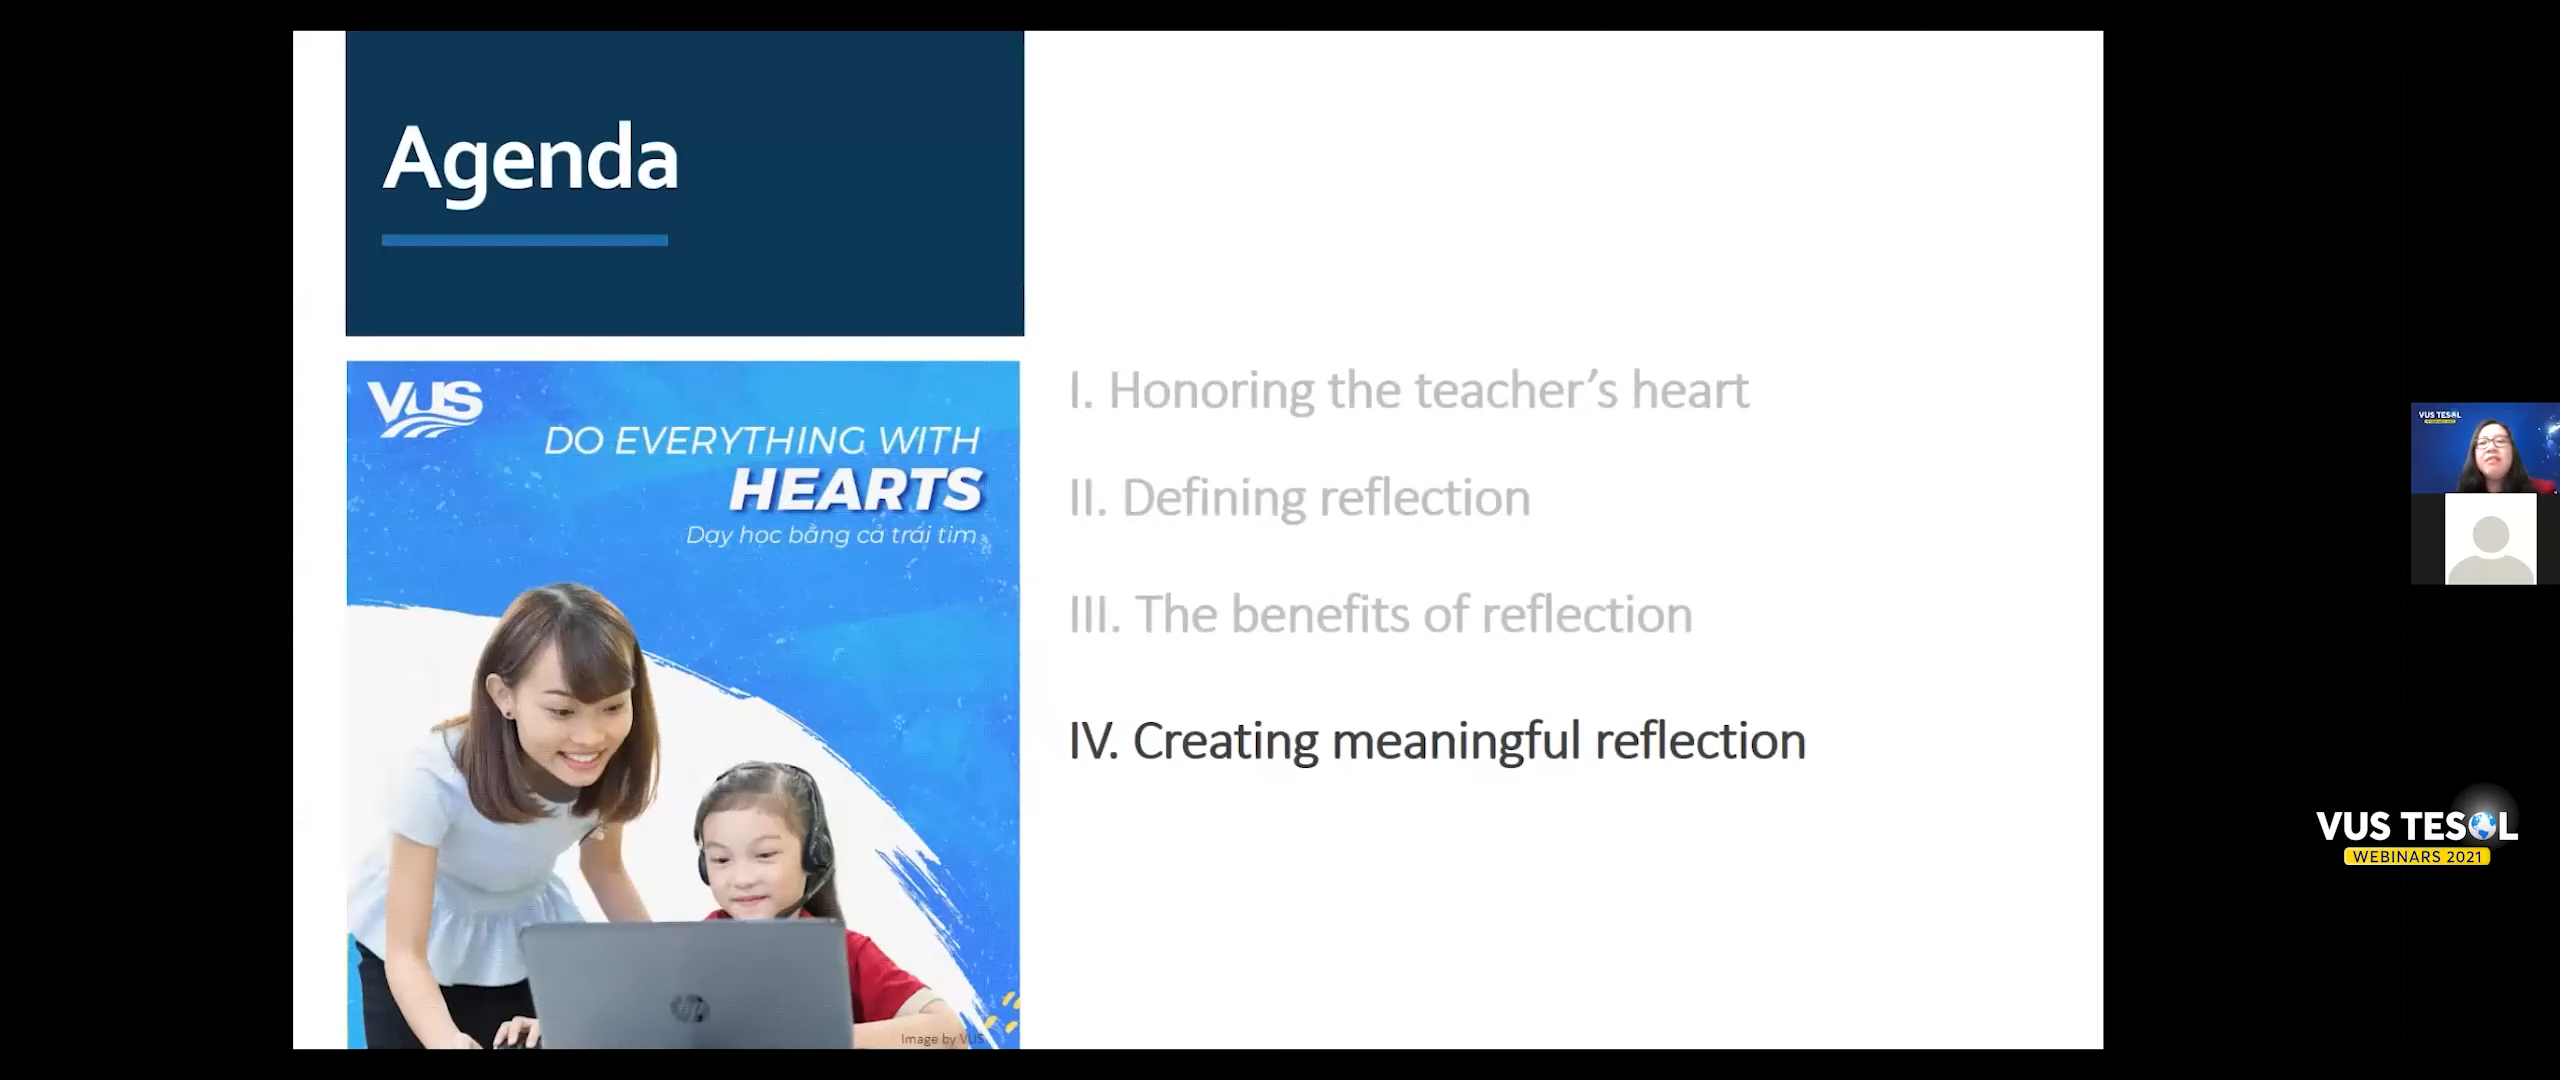 Agenda
VUS
DO EVERYTHING WITH
HEARTS
Dạy học bằng cả trái tim
I. Honoring the teacher’s heart
II. Defining reflection
III. The benefits of reflection
IV. Creating meaningful reflection
hp
Image by VUS
VUS TESOL
VUS TESOL
WEBINARS 2021